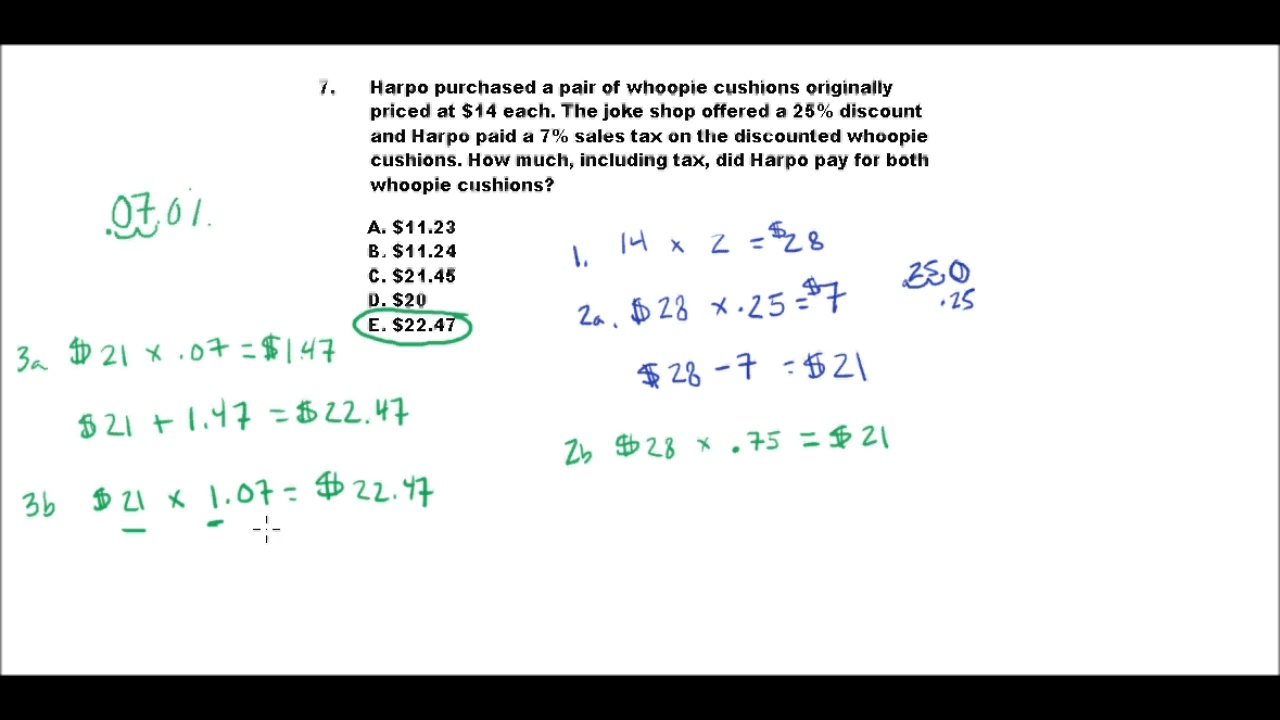 7. Harpo purchased a pair of whoopie cushions originally
priced at $14 each. The joke shop offered a 25% discount
and Harpo paid a 7% sales tax on the discounted whoopie
cushions. How much, including tax, did Harpo pay for both
whoopie cushions?
A. $11.23
B. $11.24
C. $21.45
D. $20
E. $22.47
.07.0%
1. 14 x 2 = $28
2a. $28 x .25 = $7
.25.0
.25
$28 - 7 = $21
2b $28 x .75 = $21
3a $21 x .07 = $1.47
$21 + 1.47 = $22.47
3b $21 x 1.07 = $22.47